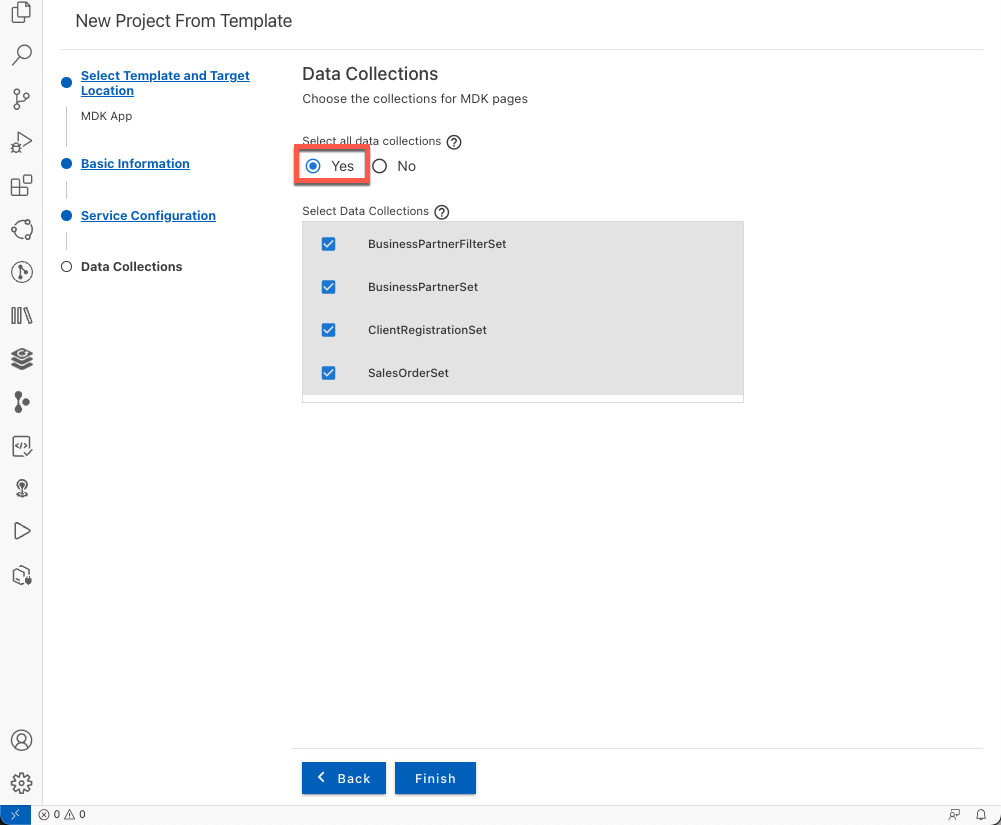 New Project From Template
Select Template and Target
Location
MDK App
Basic Information
Service Configuration
Data Collections
Data Collections
Choose the collections for MDK pages
Select all data collections
Yes
No
Select Data Collections
BusinessPartnerFilterSet
BusinessPartnerSet
ClientRegistrationSet
SalesOrderSet
Back
Finish
0 0